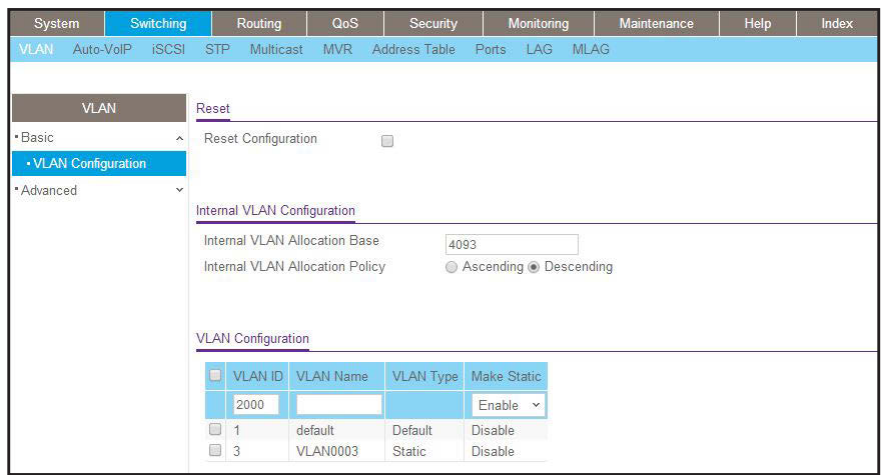 System Switching Routing QoS Security Monitoring Maintenance Help Index
VLAN Auto-VoIP iSCSI STP Multicast MVR Address Table Ports LAG MLAG
VLAN
Basic
VLAN Configuration
Advanced
Reset
Reset Configuration
Internal VLAN Configuration
Internal VLAN Allocation Base 4093
Internal VLAN Allocation Policy Ascending Descending
VLAN Configuration
VLAN ID VLAN Name VLAN Type Make Static
2000 Enable
1 default Default Disable
3 VLAN0003 Static Disable